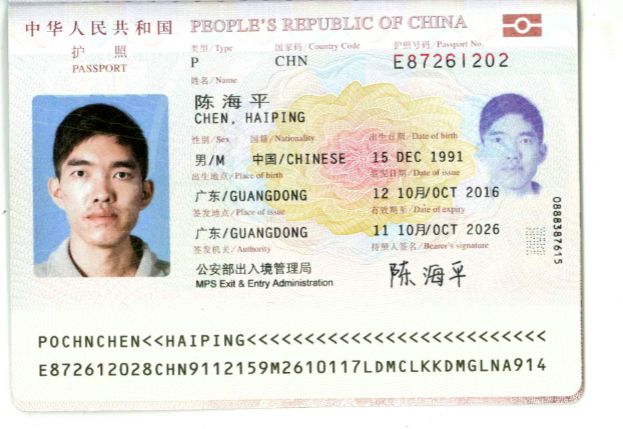 中华人民共和国 PEOPLE'S REPUBLIC OF CHINA
护照
PASSPORT
类型/Type 国家码/Country Code 护照号码/Passport No.
P CHN E87261202
姓名/Name
陈海平
CHEN, HAIPING
性别/Sex 国籍/Nationality 出生日期/Date of birth
男/M 中国/CHINESE 15 DEC 1991
出生地点/Place of birth 签发日期/Date of issue
广东/GUANGDONG 12 10月/OCT 2016
签发地点/Place of issue 有效期至/Date of expiry
广东/GUANGDONG 11 10月/OCT 2026
签发机关/Authority 持照人签名/Bearer's signature
公安部出入境管理局 陈海平
MPS Exit & Entry Administration
0888387615
POCHNCHEN<<HAIPING<<<<<<<<<<<<<<<<<<<<<<<<<<
E872612028CHN9112159M2610117LDMCLKKDMGLNA914